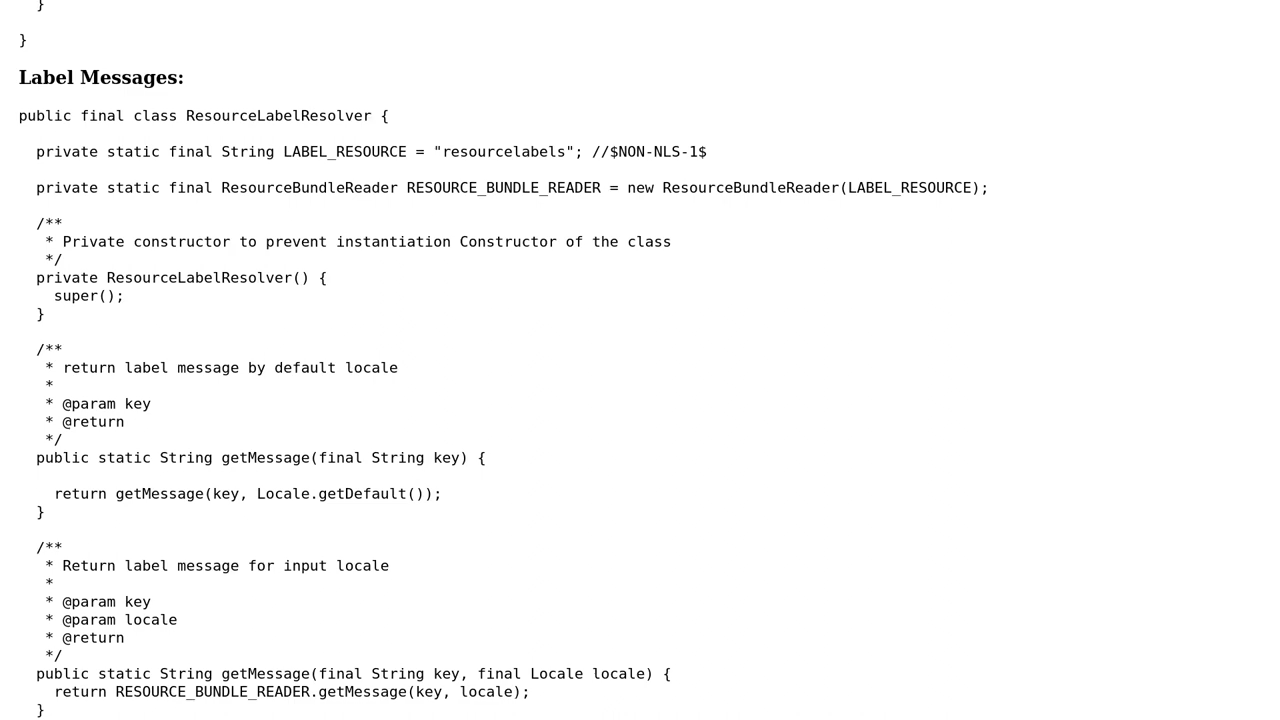 }

}
Label Messages:
public final class ResourceLabelResolver {

  private static final String LABEL_RESOURCE = "resourcelabels"; //$NON-NLS-1$

  private static final ResourceBundleReader RESOURCE_BUNDLE_READER = new ResourceBundleReader(LABEL_RESOURCE);

  /**
   * Private constructor to prevent instantiation Constructor of the class
   */
  private ResourceLabelResolver() {
    super();
  }

  /**
   * return label message by default locale
   *
   * @param key
   * @return
   */
  public static String getMessage(final String key) {

    return getMessage(key, Locale.getDefault());
  }

  /**
   * Return label message for input locale
   *
   * @param key
   * @param locale
   * @return
   */
  public static String getMessage(final String key, final Locale locale) {
    return RESOURCE_BUNDLE_READER.getMessage(key, locale);
  }